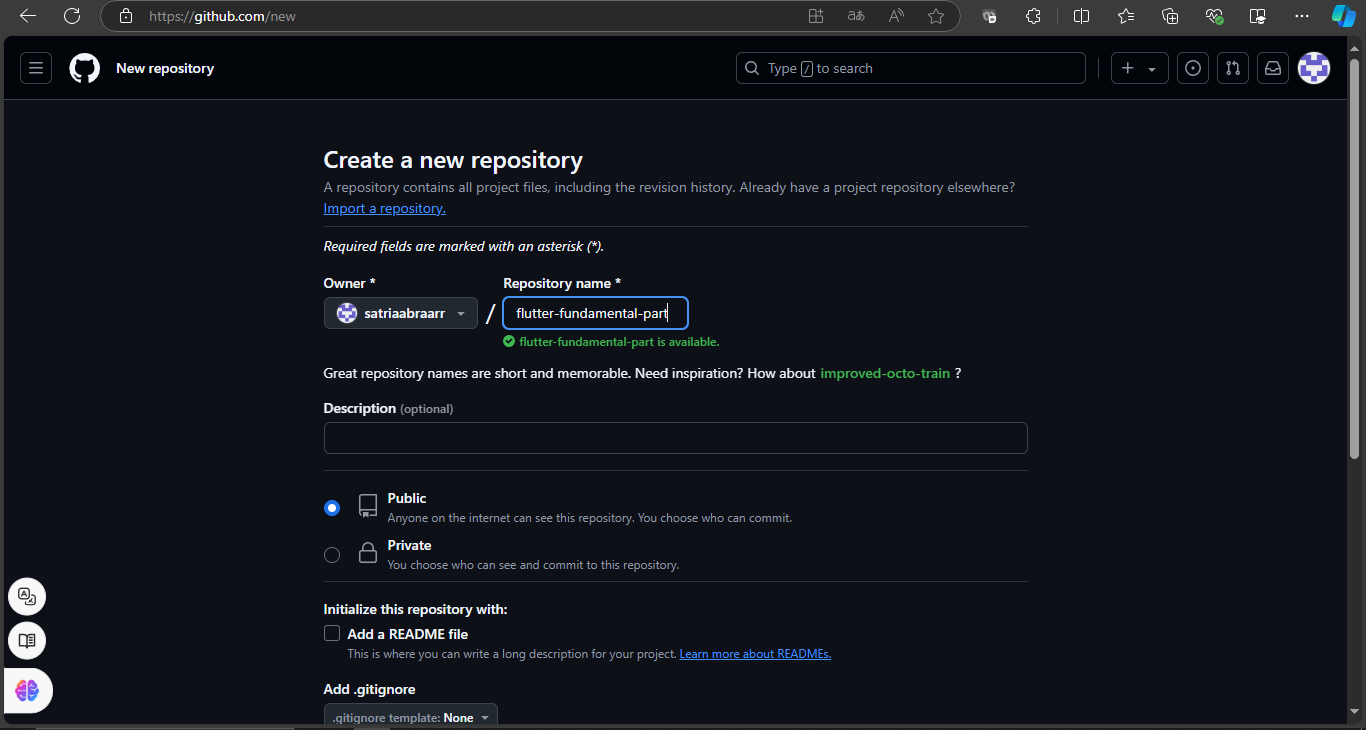 https://github.com/new
New repository
Type / to search
Create a new repository
A repository contains all project files, including the revision history. Already have a project repository elsewhere?
Import a repository.
Required fields are marked with an asterisk (*).
Owner * Repository name *
satriaabraarr / flutter-fundamental-part
flutter-fundamental-part is available.
Great repository names are short and memorable. Need inspiration? How about improved-octo-train ?
Description (optional)
Public
Anyone on the internet can see this repository. You choose who can commit.
Private
You choose who can see and commit to this repository.
Initialize this repository with:
Add a README file
This is where you can write a long description for your project. Learn more about READMEs.
Add .gitignore
.gitignore template: None